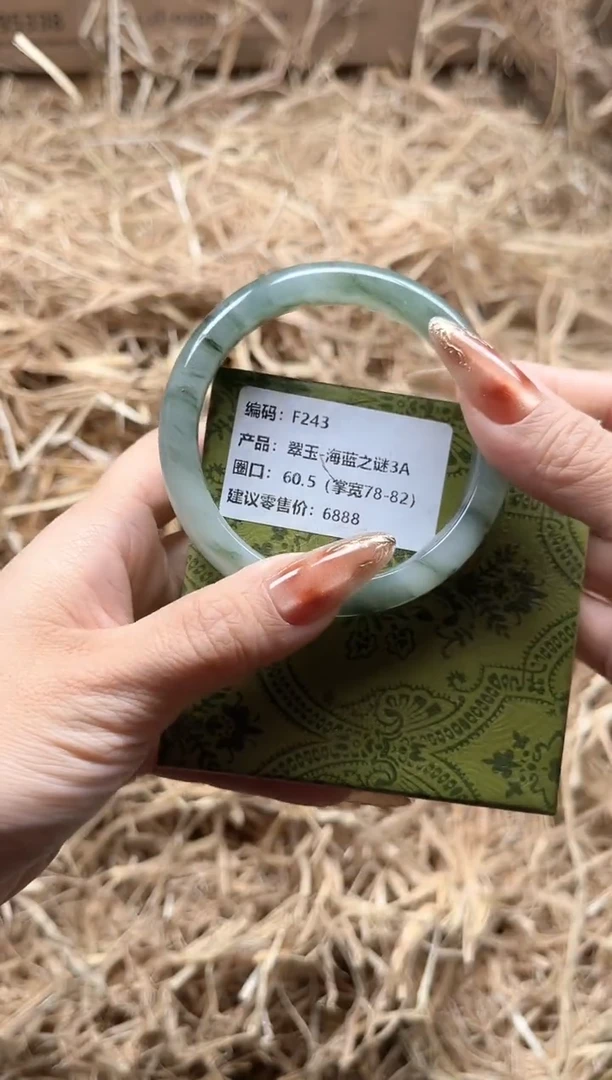 编码：F243
产品：翠玉-海蓝之谜3A
圈口：60.5（掌宽78-82）
建议零售价：6888